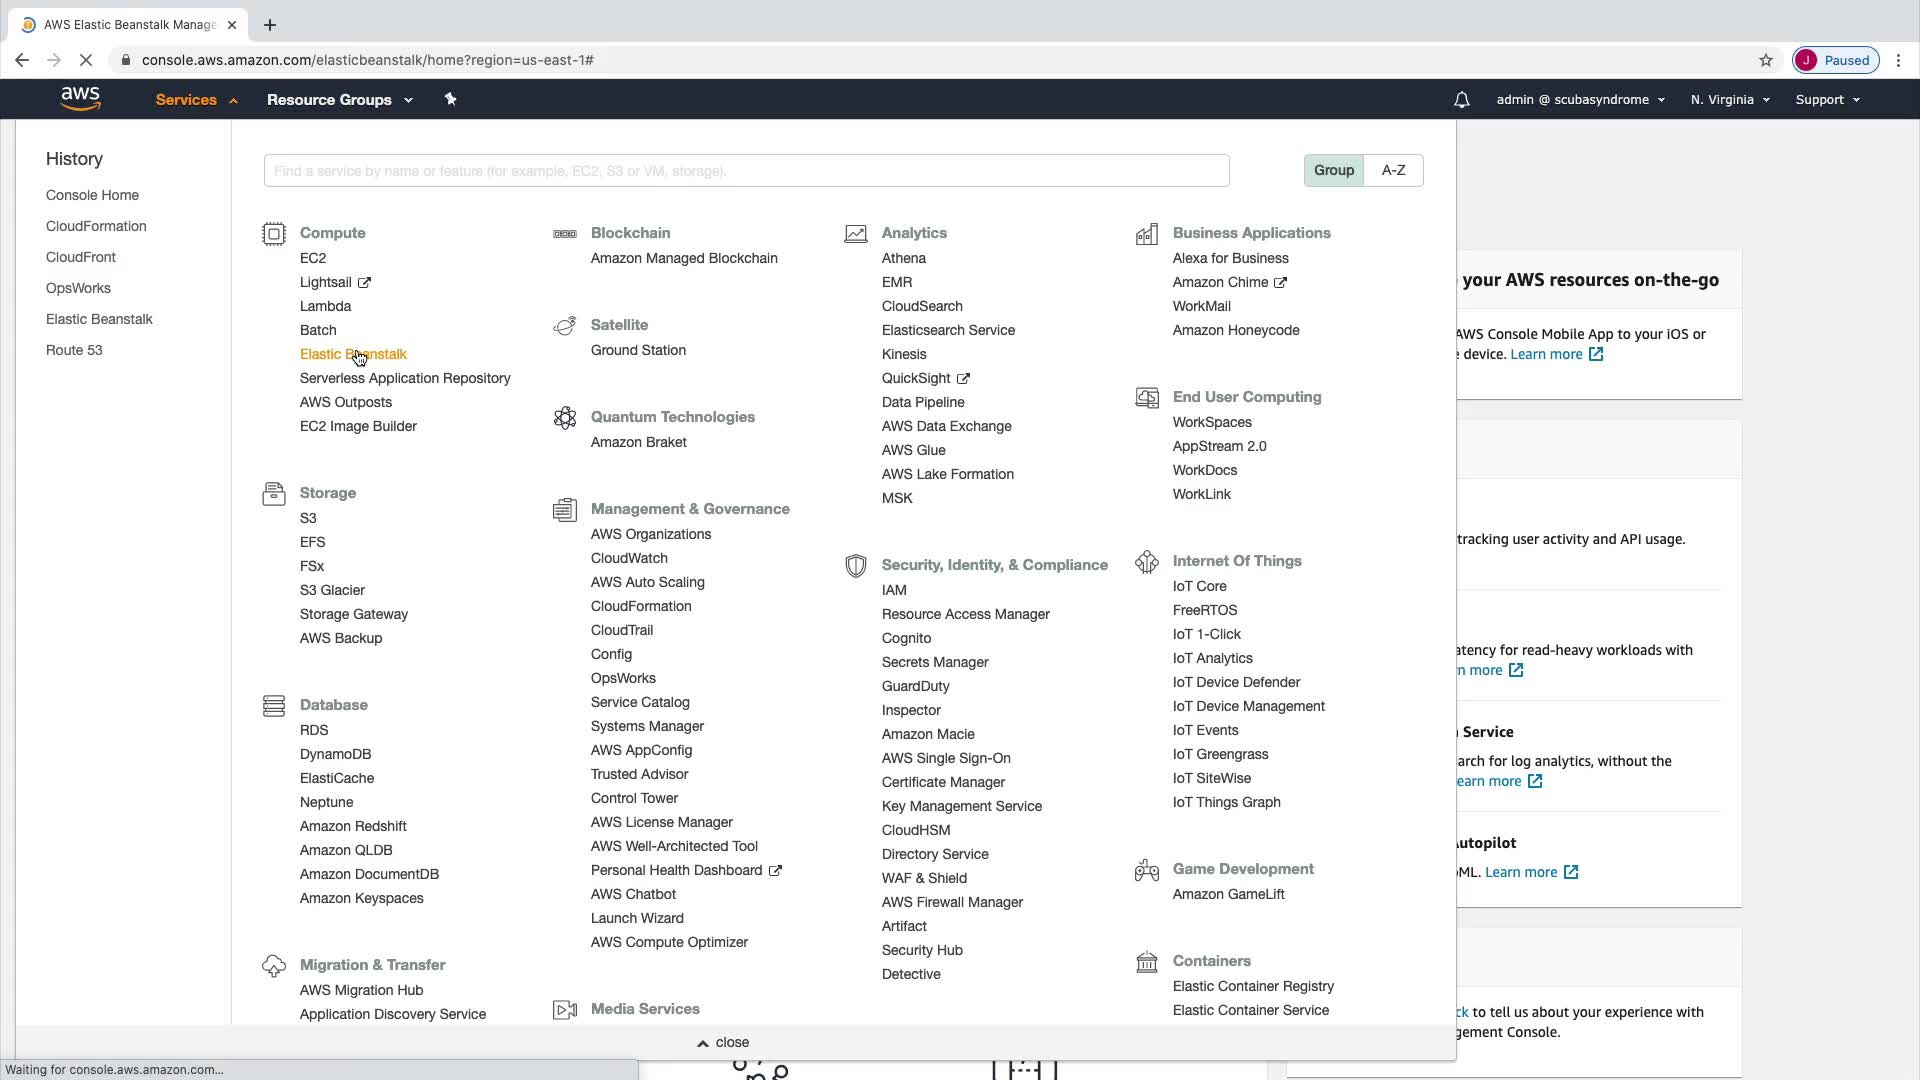 AWS Elastic Beanstalk Manage
console.aws.amazon.com/elasticbeanstalk/home?region=us-east-1#
J Paused
aws
Services
Resource Groups
admin @ scubasyndrome
N. Virginia
Support
History
Console Home
CloudFormation
CloudFront
OpsWorks
Elastic Beanstalk
Route 53
Find a service by name or feature (for example, EC2, S3 or VM, storage).
Group
A-Z
Compute
EC2
Lightsail
Lambda
Batch
Elastic Beanstalk
Serverless Application Repository
AWS Outposts
EC2 Image Builder
Storage
S3
EFS
FSx
S3 Glacier
Storage Gateway
AWS Backup
Database
RDS
DynamoDB
ElastiCache
Neptune
Amazon Redshift
Amazon QLDB
Amazon DocumentDB
Amazon Keyspaces
Migration & Transfer
AWS Migration Hub
Application Discovery Service
Blockchain
Amazon Managed Blockchain
Satellite
Ground Station
Quantum Technologies
Amazon Braket
Management & Governance
AWS Organizations
CloudWatch
AWS Auto Scaling
CloudFormation
CloudTrail
Config
OpsWorks
Service Catalog
Systems Manager
AWS AppConfig
Trusted Advisor
Control Tower
AWS License Manager
AWS Well-Architected Tool
Personal Health Dashboard
AWS Chatbot
Launch Wizard
AWS Compute Optimizer
Media Services
Analytics
Athena
EMR
CloudSearch
Elasticsearch Service
Kinesis
QuickSight
Data Pipeline
AWS Data Exchange
AWS Glue
AWS Lake Formation
MSK
Security, Identity, & Compliance
IAM
Resource Access Manager
Cognito
Secrets Manager
GuardDuty
Inspector
Amazon Macie
AWS Single Sign-On
Certificate Manager
Key Management Service
CloudHSM
Directory Service
WAF & Shield
AWS Firewall Manager
Artifact
Security Hub
Detective
Business Applications
Alexa for Business
Amazon Chime
WorkMail
Amazon Honeycode
End User Computing
WorkSpaces
AppStream 2.0
WorkDocs
WorkLink
Internet Of Things
IoT Core
FreeRTOS
IoT 1-Click
IoT Analytics
IoT Device Defender
IoT Device Management
IoT Events
IoT Greengrass
IoT SiteWise
IoT Things Graph
Game Development
Amazon GameLift
Containers
Elastic Container Registry
Elastic Container Service
your AWS resources on-the-go
AWS Console Mobile App to your iOS or
device. Learn more
tracking user activity and API usage.
atency for read-heavy workloads with
n more
Service
arch for log analytics, without the
earn more
utopilot
ML. Learn more
ck to tell us about your experience with
gement Console.
close
Waiting for console.aws.amazon.com...